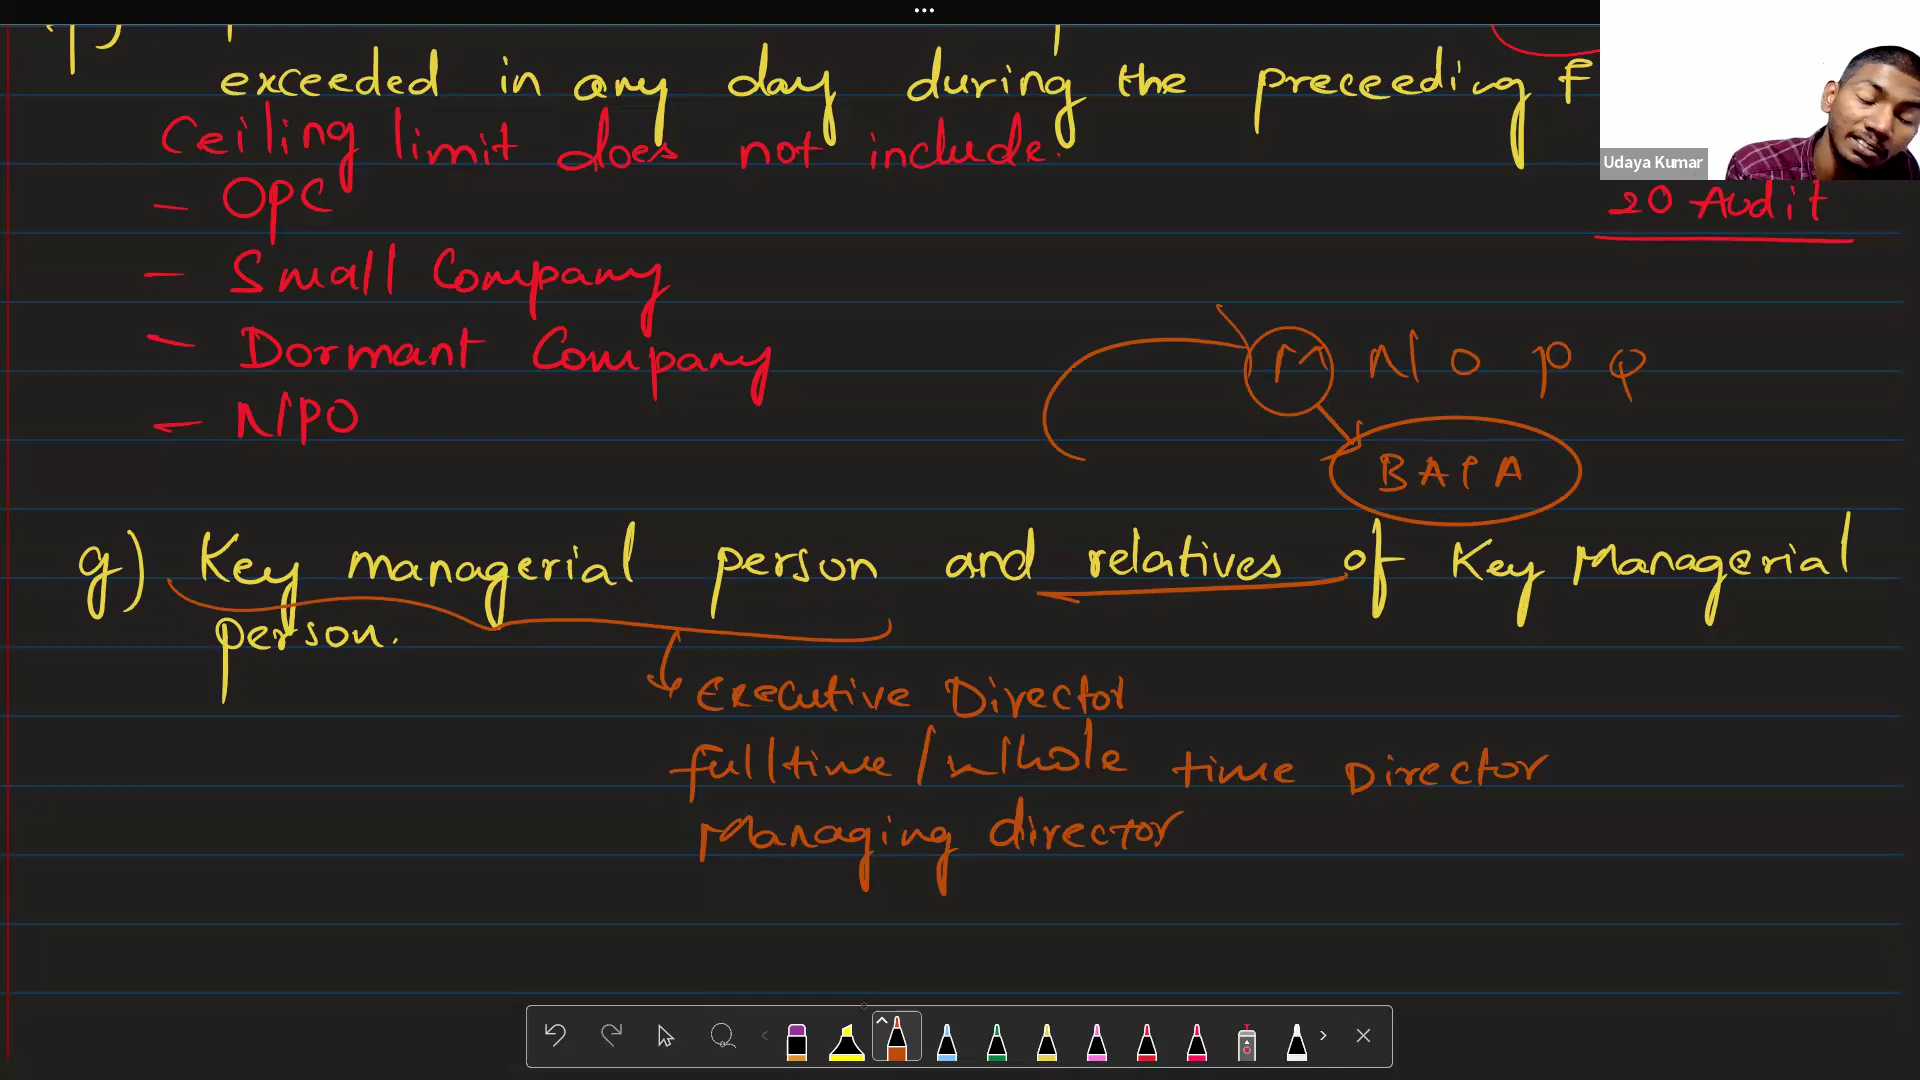 exceeded in any day during the preceeding F
Udaya Kumar
Ceiling limit does not include.
20 Audit
- OPC
- Small Company
- Dormant Company
- NPO
M N O P Q
BAPA
g) Key managerial person and relatives of Key Managerial
person.
Executive Director
fulltime / whole time Director
Managing director